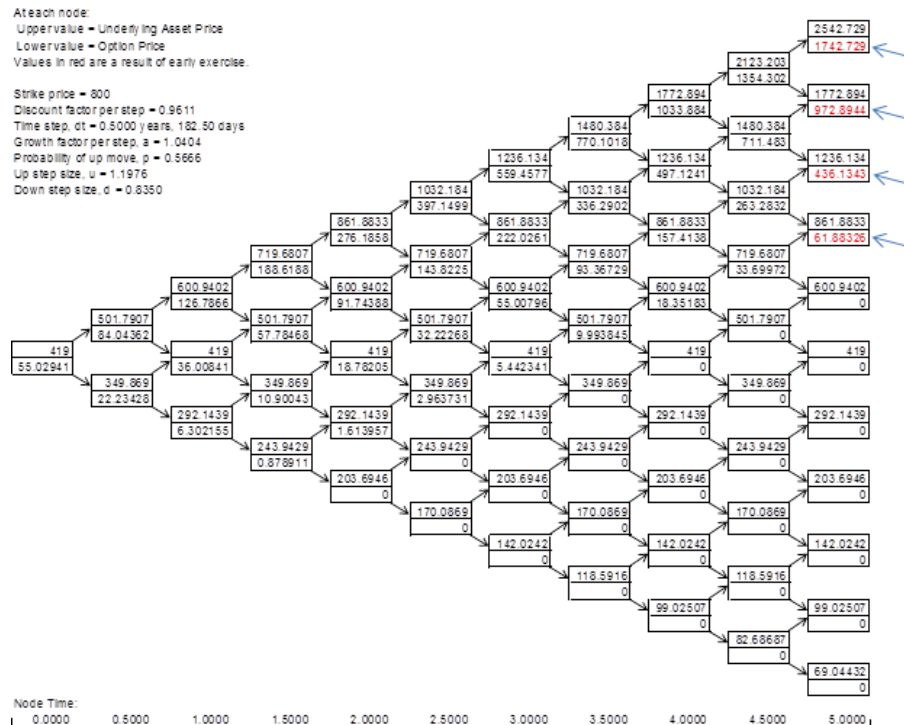 At each node:
Upper value = Underlying Asset Price
Lower value = Option Price
Values in red are a result of early exercise.
Strike price = 800
Discount factor per step = 0.9611
Time step, dt = 0.5000 years, 182.50 days
Growth factor per step, a = 1.0404
Probability of up move, p = 0.5666
Up step size, u = 1.1976
Down step size, d = 0.8350
2542.729
1742.729
2123.203
1354.302
1772.894 1772.894
1033.884 972.8944
1480.384 1480.384
770.1018 711.483
1236.134 1236.134 1236.134
559.4577 497.1241 436.1343
1032.184 1032.184 1032.184
397.1499 336.2902 263.2832
861.8833 861.8833 861.8833 861.8833
276.1858 222.0261 157.4138 61.88326
719.6807 719.6807 719.6807 719.6807
188.6188 143.8225 93.36729 33.69972
600.9402 600.9402 600.9402 600.9402 600.9402
126.7866 91.74388 55.00796 18.35183 0
501.7907 501.7907 501.7907 501.7907 501.7907
84.04362 57.78468 32.22268 9.993845 0
419 419 419 419 419 419
55.02941 36.00841 18.78205 5.442341 0 0
349.869 349.869 349.869 349.869 349.869
22.23428 10.90043 2.963731 0 0
292.1439 292.1439 292.1439 292.1439 292.1439
6.302155 1.613957 0 0 0
243.9429 243.9429 243.9429 243.9429
0.878911 0 0 0
203.6946 203.6946 203.6946 203.6946
0 0 0 0
170.0869 170.0869 170.0869
0 0 0
142.0242 142.0242 142.0242
0 0 0
118.5916 118.5916
0 0
99.02507 99.02507
0 0
82.68687
0
69.04432
0
Node Time:
0.0000 0.5000 1.0000 1.5000 2.0000 2.5000 3.0000 3.5000 4.0000 4.5000 5.0000